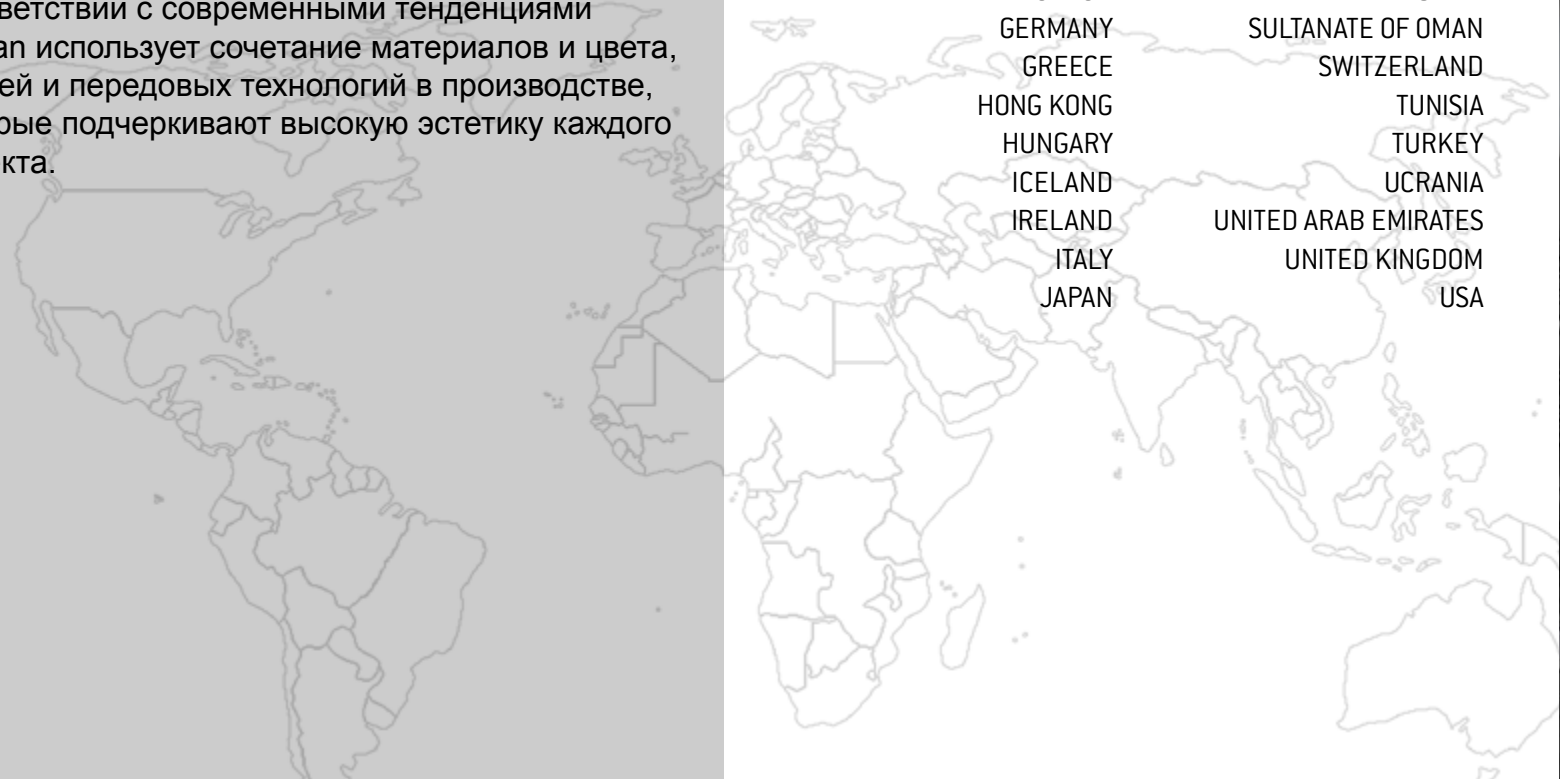 ветствии с современными тенденциями
an использует сочетание материалов и цвета,
ей и передовых технологий в производстве,
рые подчеркивают высокую эстетику каждого
кта.
GERMANY
GREECE
HONG KONG
HUNGARY
ICELAND
IRELAND
ITALY
JAPAN
SULTANATE OF OMAN
SWITZERLAND
TUNISIA
TURKEY
UCRANIA
UNITED ARAB EMIRATES
UNITED KINGDOM
USA